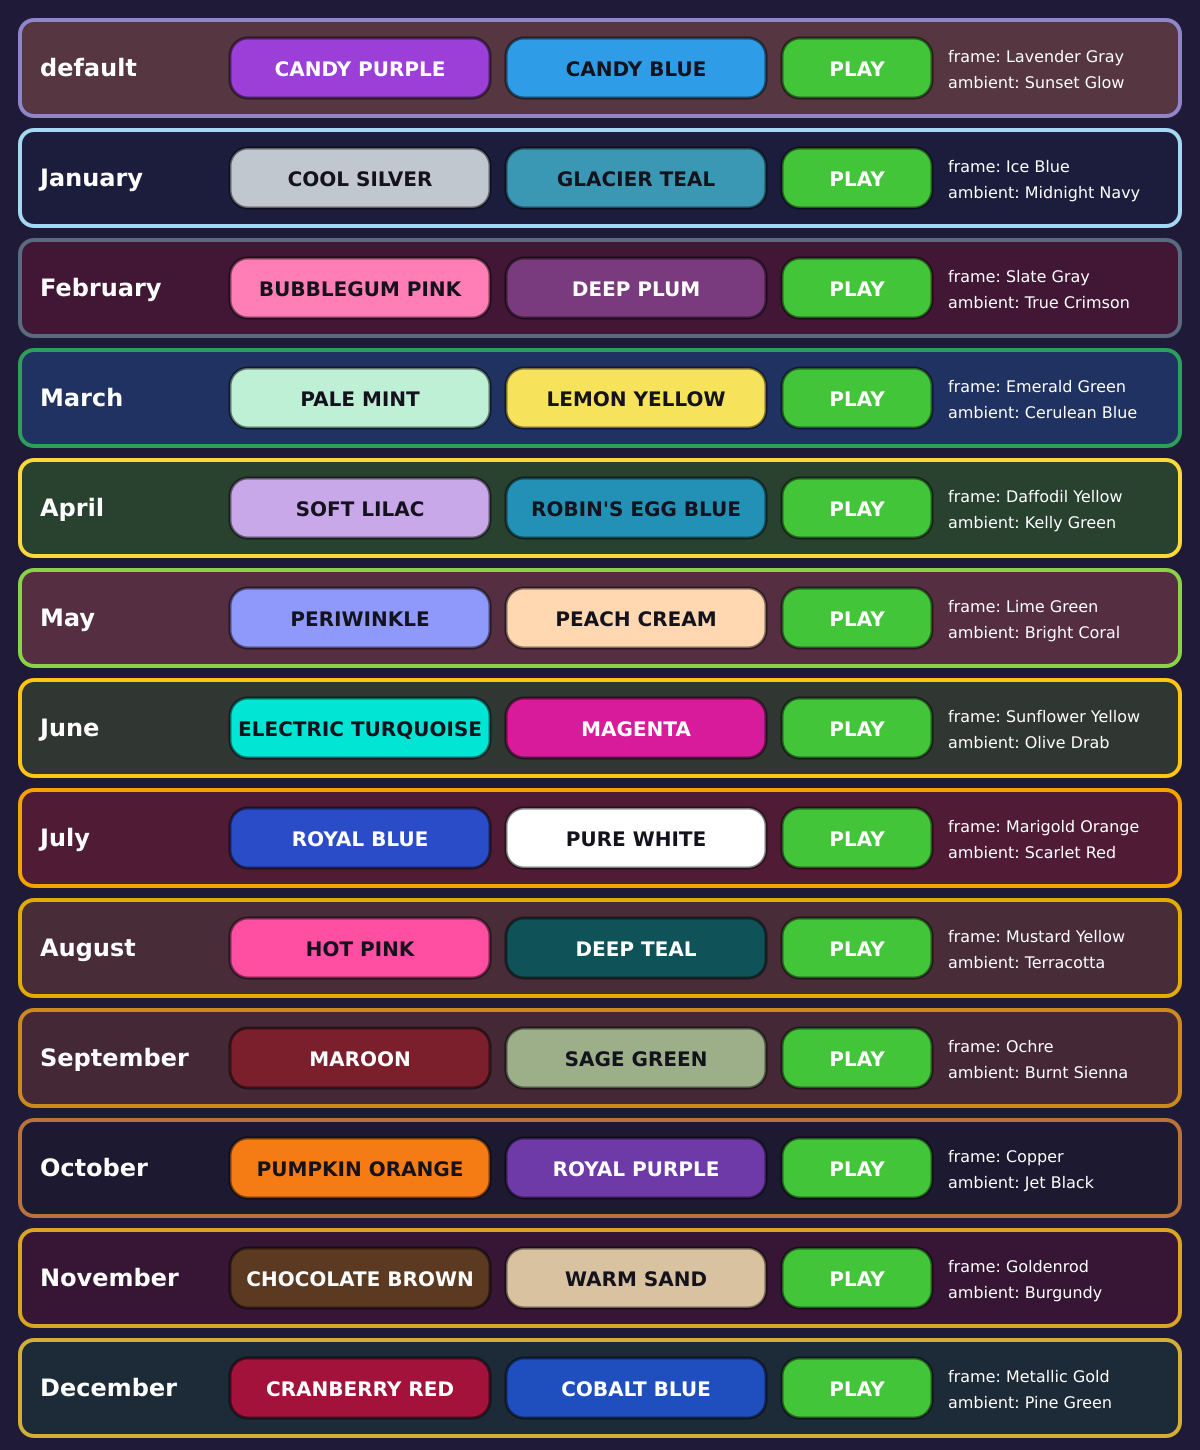 default
CANDY PURPLE
CANDY BLUE
PLAY
frame: Lavender Gray
ambient: Sunset Glow
January
COOL SILVER
GLACIER TEAL
PLAY
frame: Ice Blue
ambient: Midnight Navy
February
BUBBLEGUM PINK
DEEP PLUM
PLAY
frame: Slate Gray
ambient: True Crimson
March
PALE MINT
LEMON YELLOW
PLAY
frame: Emerald Green
ambient: Cerulean Blue
April
SOFT LILAC
ROBIN'S EGG BLUE
PLAY
frame: Daffodil Yellow
ambient: Kelly Green
May
PERIWINKLE
PEACH CREAM
PLAY
frame: Lime Green
ambient: Bright Coral
June
ELECTRIC TURQUOISE
MAGENTA
PLAY
frame: Sunflower Yellow
ambient: Olive Drab
July
ROYAL BLUE
PURE WHITE
PLAY
frame: Marigold Orange
ambient: Scarlet Red
August
HOT PINK
DEEP TEAL
PLAY
frame: Mustard Yellow
ambient: Terracotta
September
MAROON
SAGE GREEN
PLAY
frame: Ochre
ambient: Burnt Sienna
October
PUMPKIN ORANGE
ROYAL PURPLE
PLAY
frame: Copper
ambient: Jet Black
November
CHOCOLATE BROWN
WARM SAND
PLAY
frame: Goldenrod
ambient: Burgundy
December
CRANBERRY RED
COBALT BLUE
PLAY
frame: Metallic Gold
ambient: Pine Green